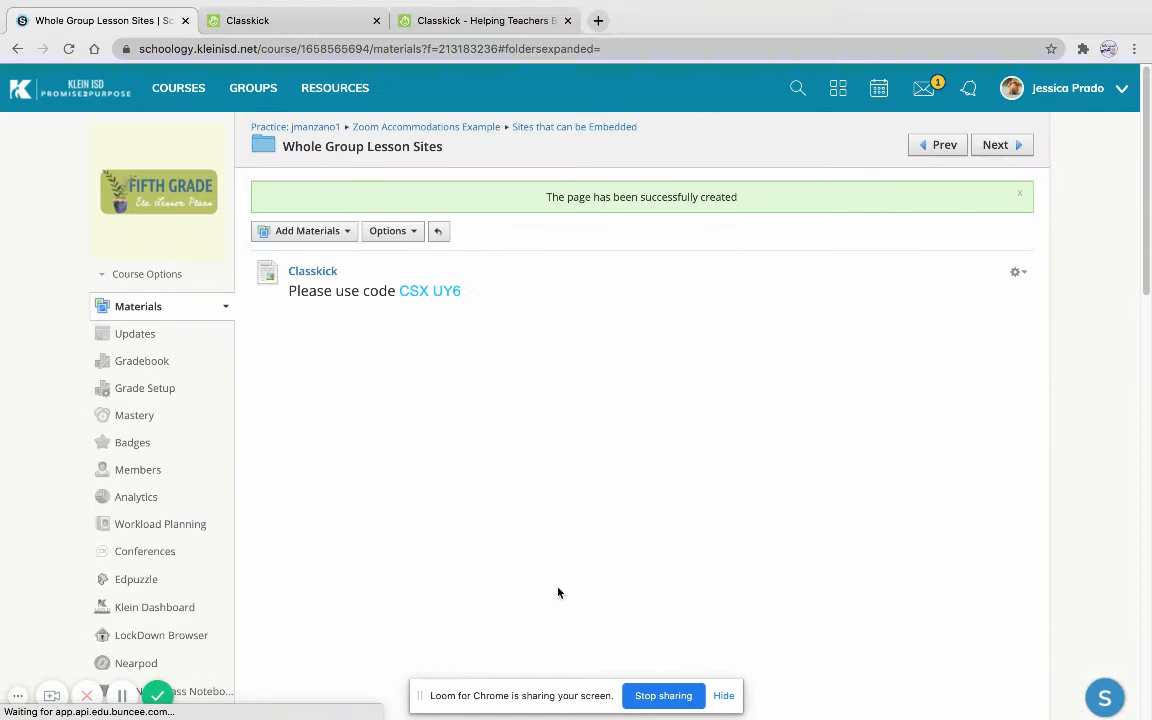 Whole Group Lesson Sites | Sc
Classkick
Classkick - Helping Teachers B
schoology.kleinisd.net/course/1658565694/materials?f=213183236#foldersexpanded=
KLEIN ISD
PROMISE2PURPOSE
COURSES
GROUPS
RESOURCES
1
Jessica Prado
Practice: jmanzano1 ▸ Zoom Accommodations Example ▸ Sites that can be Embedded
Whole Group Lesson Sites
Prev
Next
FIFTH GRADE
Eta Lesson Plans
The page has been successfully created
x
Add Materials
Options
Course Options
Classkick
Please use code CSX UY6
Materials
Updates
Gradebook
Grade Setup
Mastery
Badges
Members
Analytics
Workload Planning
Conferences
Edpuzzle
Klein Dashboard
LockDown Browser
Nearpod
ass Notebo...
Loom for Chrome is sharing your screen.
Stop sharing
Hide
S
Waiting for app.api.edu.buncee.com...